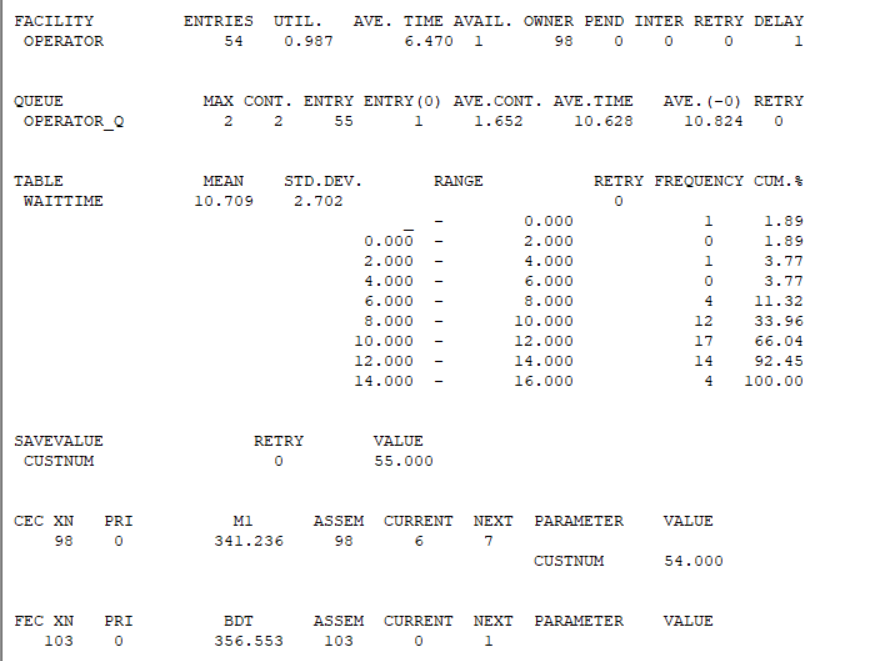 FACILITY ENTRIES UTIL. AVE. TIME AVAIL. OWNER PEND INTER RETRY DELAY
OPERATOR 54 0.987 6.470 1 98 0 0 0 1
QUEUE MAX CONT. ENTRY ENTRY(0) AVE.CONT. AVE.TIME AVE.(-0) RETRY
OPERATOR_Q 2 2 55 1 1.652 10.628 10.824 0
TABLE MEAN STD.DEV. RANGE RETRY FREQUENCY CUM.%
WAITTIME 10.709 2.702 0
_ - 0.000 1 1.89
0.000 - 2.000 0 1.89
2.000 - 4.000 1 3.77
4.000 - 6.000 0 3.77
6.000 - 8.000 4 11.32
8.000 - 10.000 12 33.96
10.000 - 12.000 17 66.04
12.000 - 14.000 14 92.45
14.000 - 16.000 4 100.00
SAVEVALUE RETRY VALUE
CUSTNUM 0 55.000
CEC XN PRI M1 ASSEM CURRENT NEXT PARAMETER VALUE
98 0 341.236 98 6 7
CUSTNUM 54.000
FEC XN PRI BDT ASSEM CURRENT NEXT PARAMETER VALUE
103 0 356.553 103 0 1